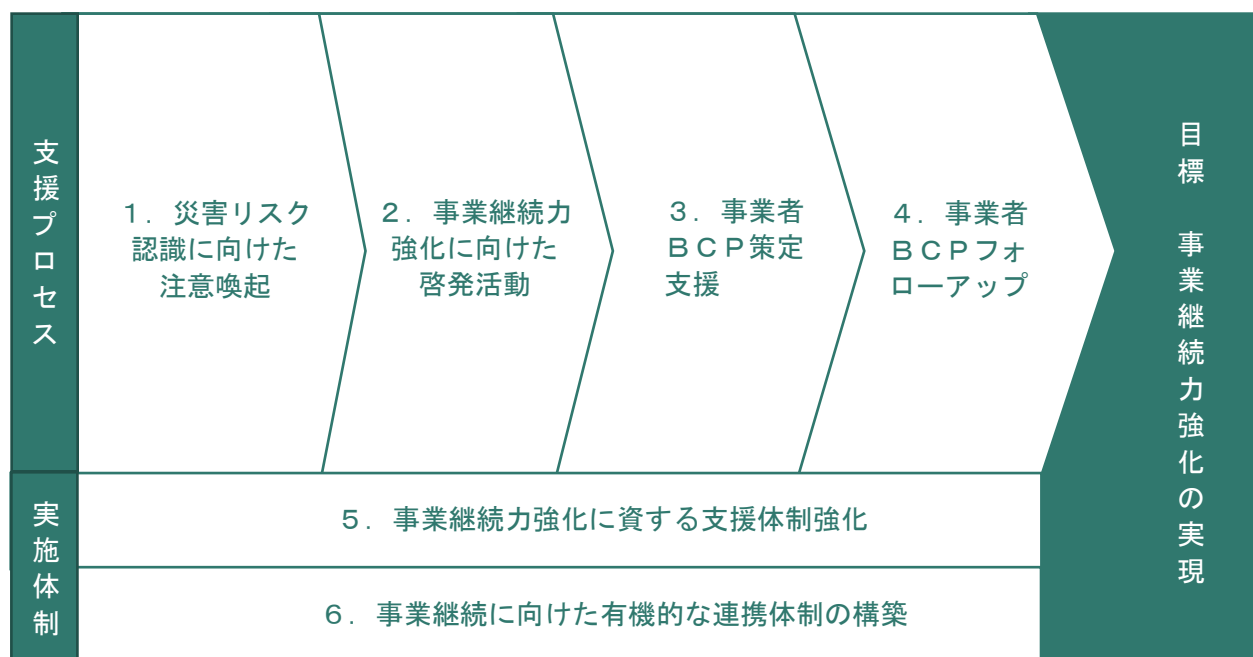 支援プロセス
１．災害リスク
認識に向けた
注意喚起
２．事業継続力
強化に向けた
啓発活動
３．事業者
ＢＣＰ策定
支援
４．事業者
ＢＣＰフォ
ローアップ
目標　事業継続力強化の実現
実施体制
５．事業継続力強化に資する支援体制強化
６．事業継続に向けた有機的な連携体制の構築